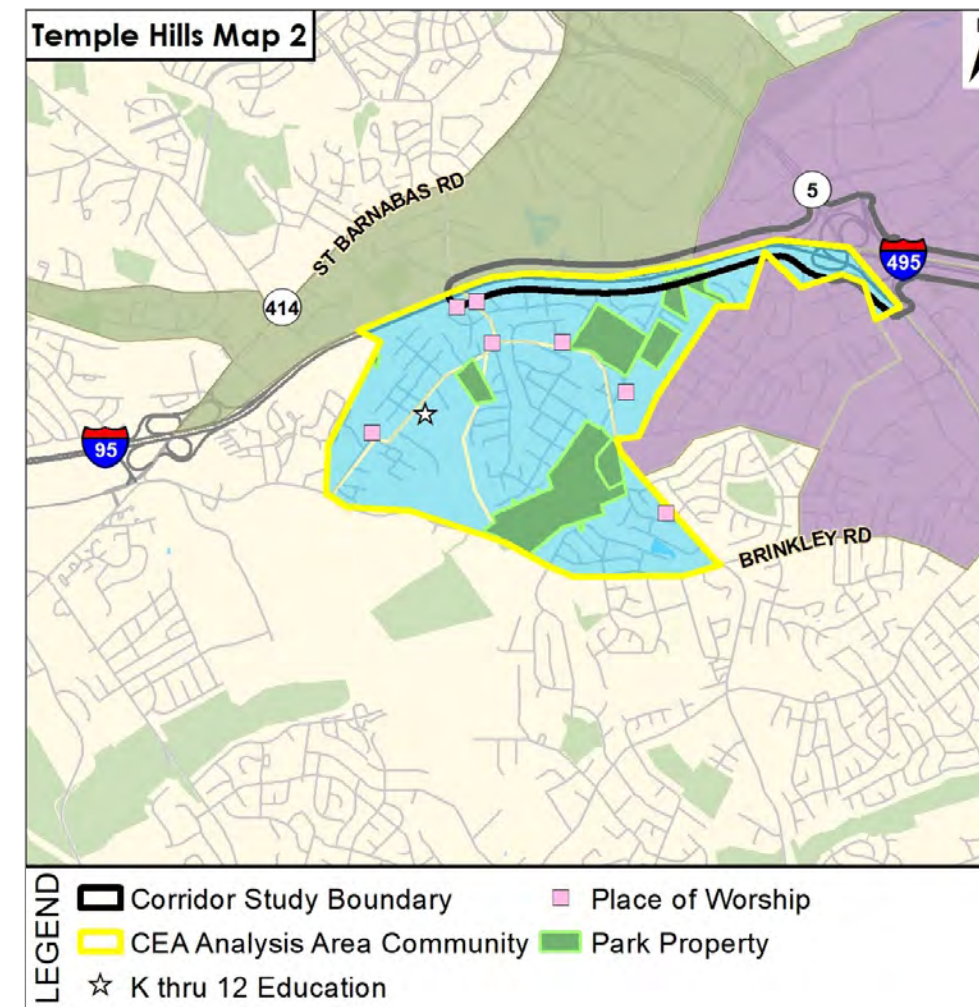 Temple Hills Map 2
5
ST BARNABAS RD
495
414
95
BRINKLEY RD
LEGEND
Corridor Study Boundary
Place of Worship
CEA Analysis Area Community
Park Property
K thru 12 Education